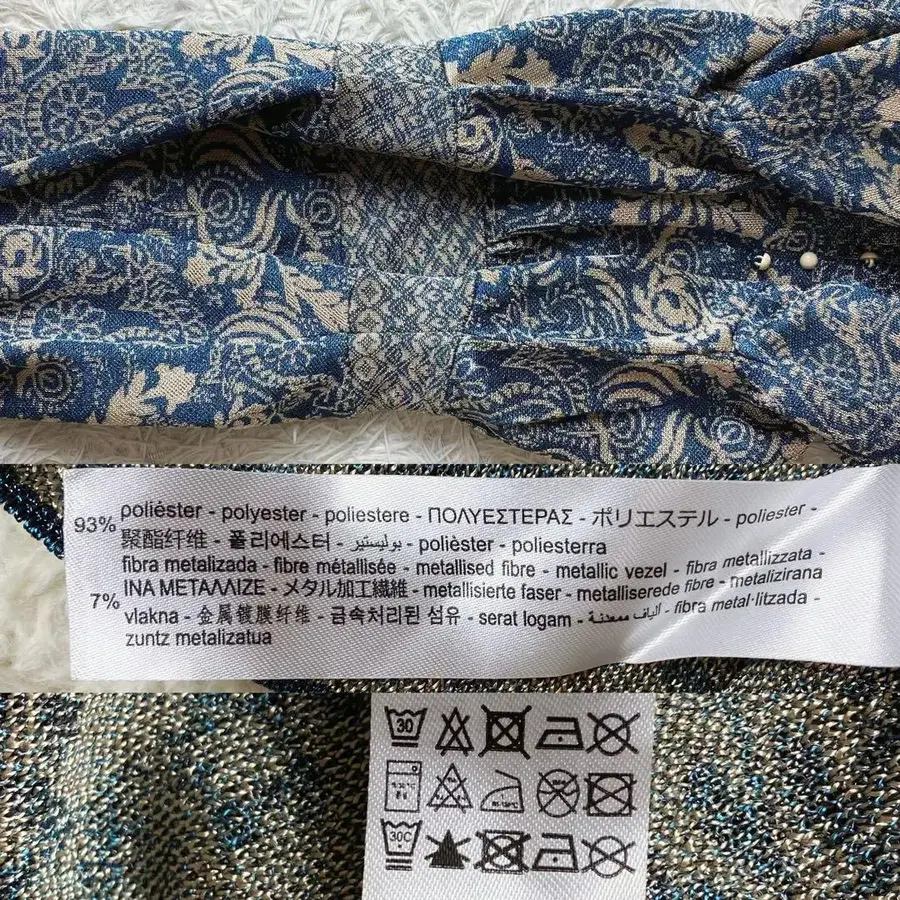 93% poliéster - polyester - poliestere - ΠΟΛΥΕΣΤΕΡΑΣ - ポリエステル - poliester -
聚酯纤维 - 폴리에스터 - بوليستير - polièster - poliesterra
fibra metalizada - fibre métallisée - metallised fibre - metallic vezel - fibra metallizzata -
7% ΙΝΑ ΜΕΤΑΛΛΙΖΕ - メタル加工繊維 - metallisierte faser - metalliserede fibre - metalizirana
vlakna - 金属镀膜纤维 - 금속처리된 섬유 - serat logam - ألياف ممعدنة - fibra metal·litzada -
zuntz metalizatua
30
30C